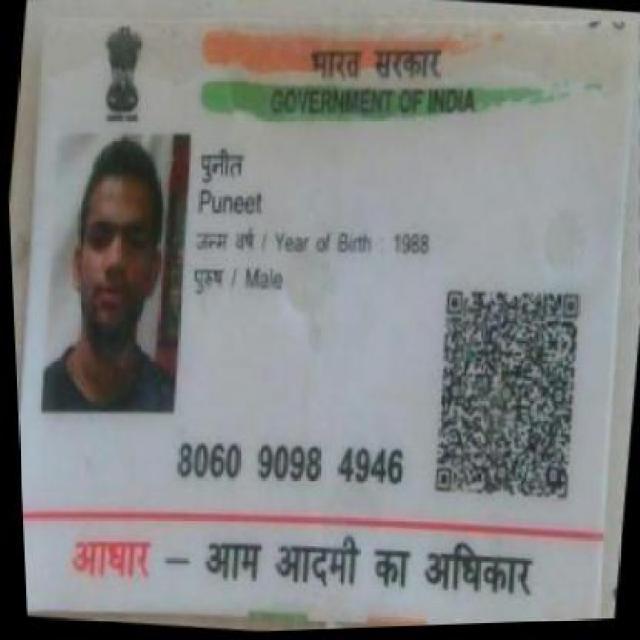 भारत सरकार
GOVERNMENT OF INDIA
पुनीत
Puneet
जन्म वर्ष / Year of Birth : 1988
पुरुष / Male
8060 9098 4946
आधार – आम आदमी का अधिकार